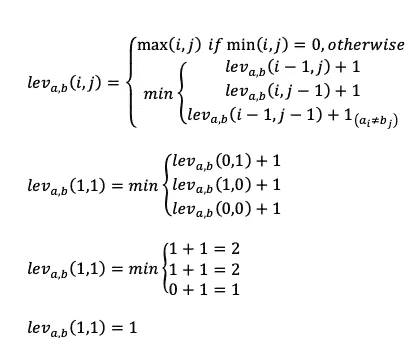 max(i, j) if min(i, j) = 0, otherwise
lev_{a,b}(i, j) = { min { lev_{a,b}(i − 1, j) + 1
lev_{a,b}(i, j − 1) + 1
lev_{a,b}(i − 1, j − 1) + 1_{(a_i≠b_j)}
lev_{a,b}(1,1) = min { lev_{a,b}(0,1) + 1
lev_{a,b}(1,0) + 1
lev_{a,b}(0,0) + 1
lev_{a,b}(1,1) = min { 1 + 1 = 2
1 + 1 = 2
0 + 1 = 1
lev_{a,b}(1,1) = 1